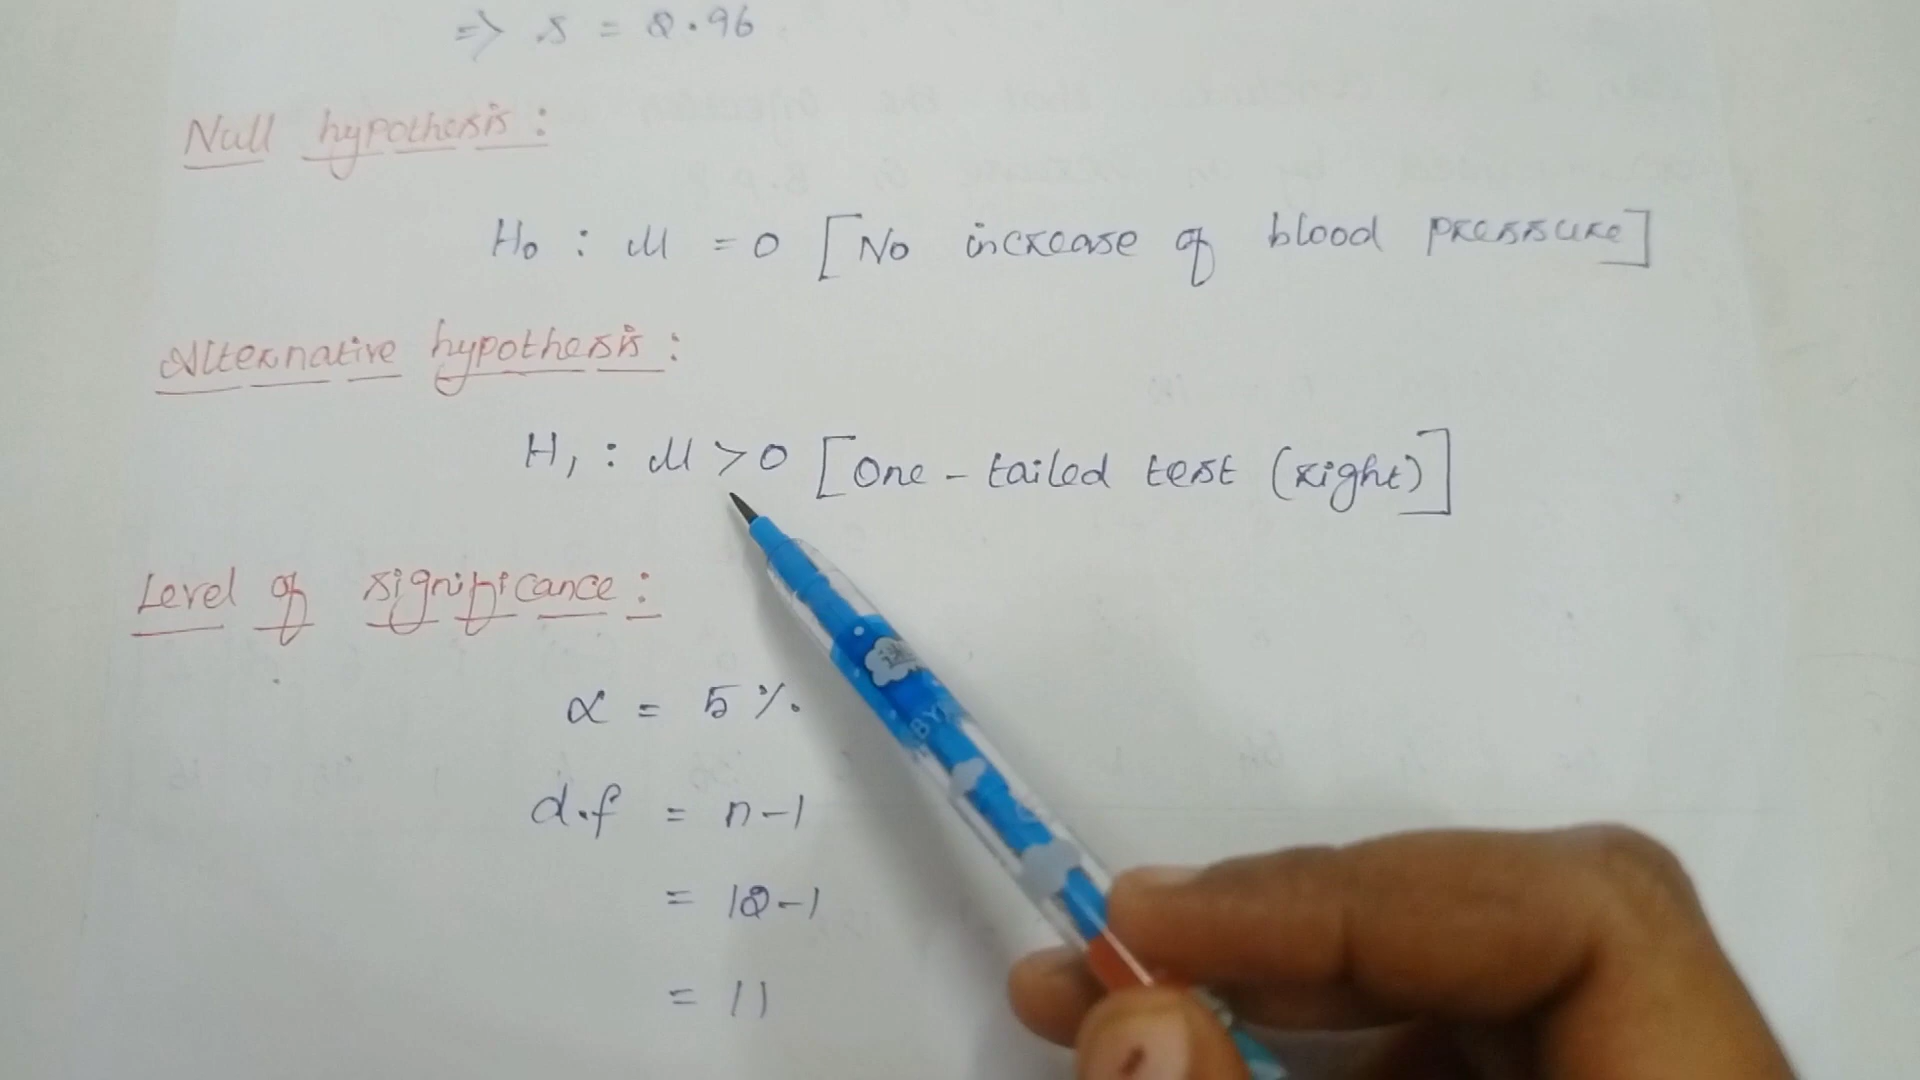 => s = 2.96
Null hypothesis :
H0 : μ = 0 [No increase of blood pressure]
Alternative hypothesis :
H1 : μ > 0 [One - tailed test (right)]
Level of significance :
α = 5%
d.f = n-1
= 12-1
= 11